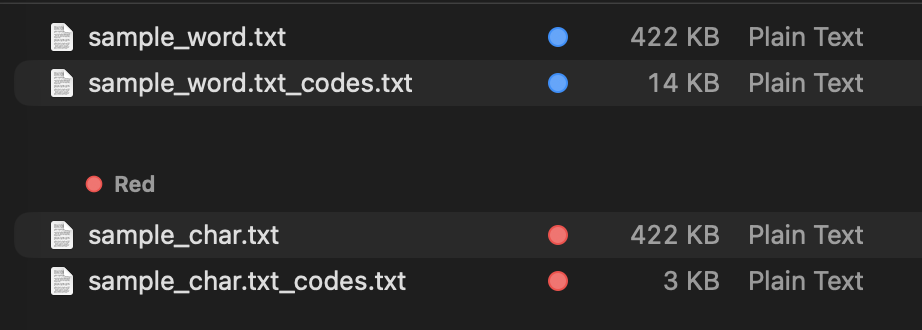 sample_word.txt 422 KB Plain Text
sample_word.txt_codes.txt 14 KB Plain Text
Red
sample_char.txt 422 KB Plain Text
sample_char.txt_codes.txt 3 KB Plain Text